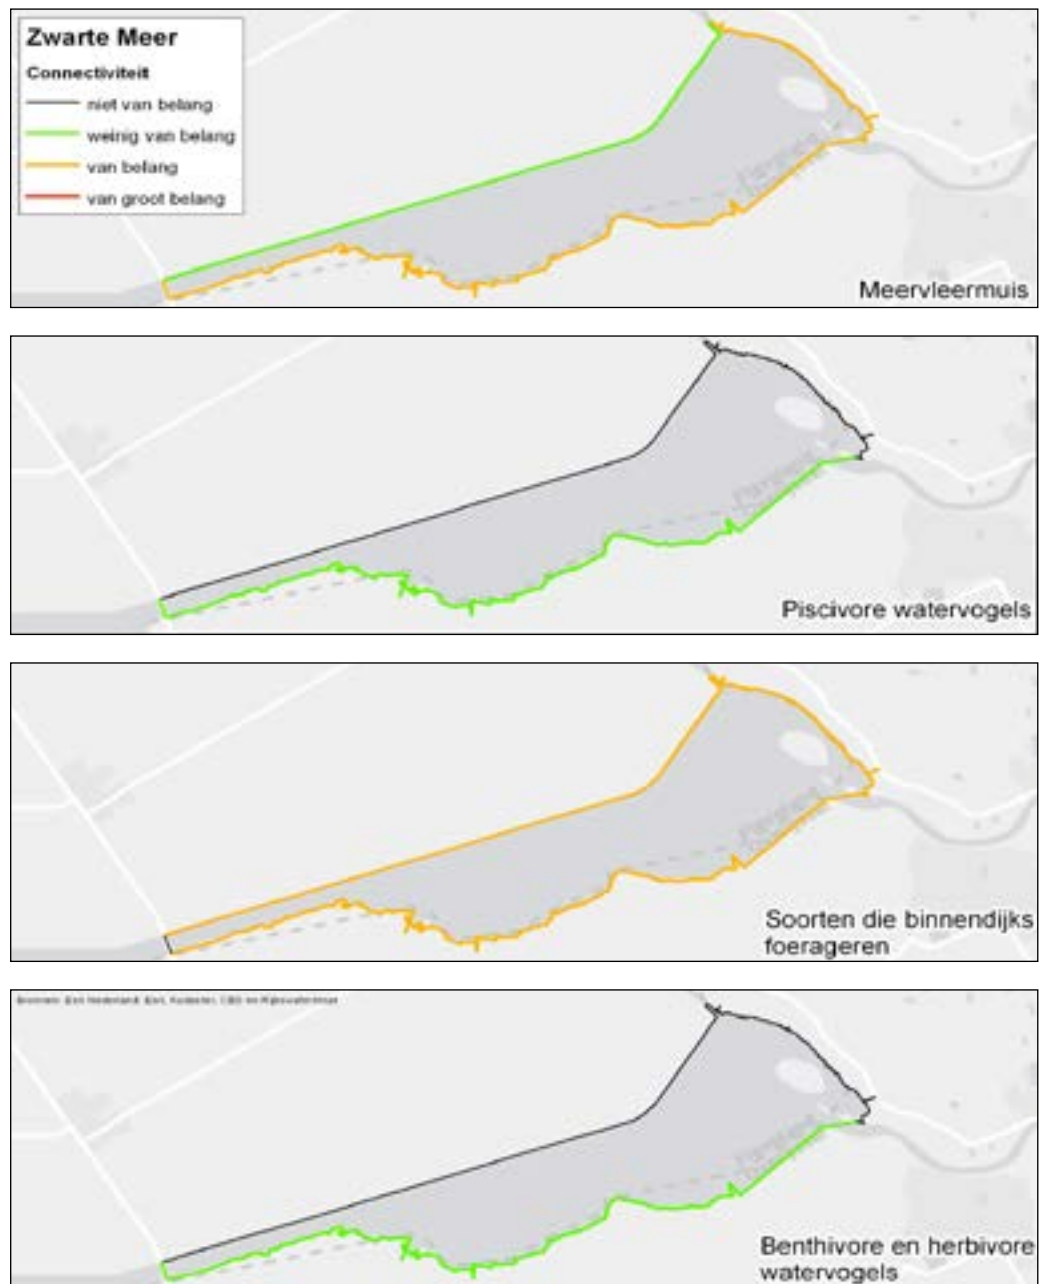 Zwarte Meer
Connectiviteit
niet van belang
weinig van belang
van belang
van groot belang
Meervleermuis
Piscivore watervogels
Soorten die binnendijks
foerageren
Benthivore en herbivore
watervogels